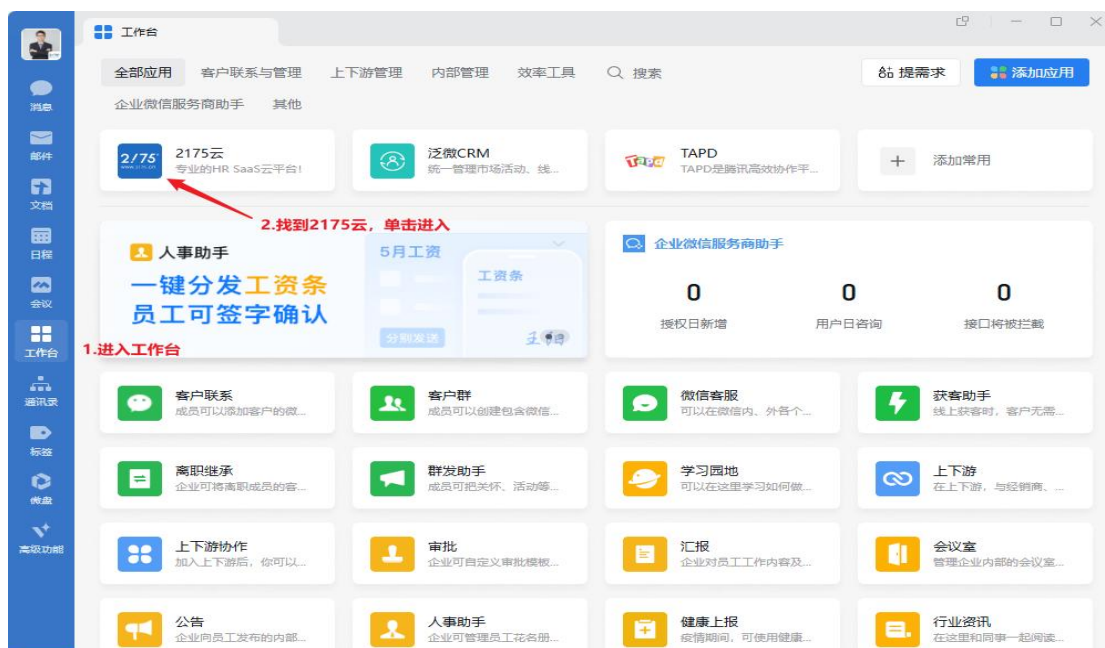 工作台
全部应用 客户联系与管理 上下游管理 内部管理 效率工具 搜索 提需求 添加应用
企业微信服务商助手 其他
消息
邮件
文档
日程
会议
工作台
通讯录
标签
微盘
高级功能
2175
2175云
专业的HR SaaS云平台!
泛微CRM
统一管理市场活动、线...
TAPD
TAPD
TAPD是腾讯高效协作平...
添加常用
2.找到2175云，单击进入
1.进入工作台
人事助手
一键分发工资条
员工可签字确认
5月工资
工资条
分别发送
企业微信服务商助手
0 0 0
授权日新增 用户日咨询 接口将被拦截
客户联系
成员可以添加客户的微...
客户群
成员可以创建包含微信...
微信客服
可以在微信内、外各个...
获客助手
线上获客时，客户无需...
离职继承
企业可将离职成员的客...
群发助手
成员可把关怀、活动等...
学习园地
可以在这里学习如何做...
上下游
在上下游，与经销商、...
上下游协作
加入上下游后，你可以...
审批
企业可自定义审批模板...
汇报
企业对员工工作内容及...
会议室
管理企业内部的会议室...
公告
企业向员工发布的内部...
人事助手
企业可管理员工花名册...
健康上报
疫情期间，可使用健康...
行业资讯
在这里和同事一起阅读...